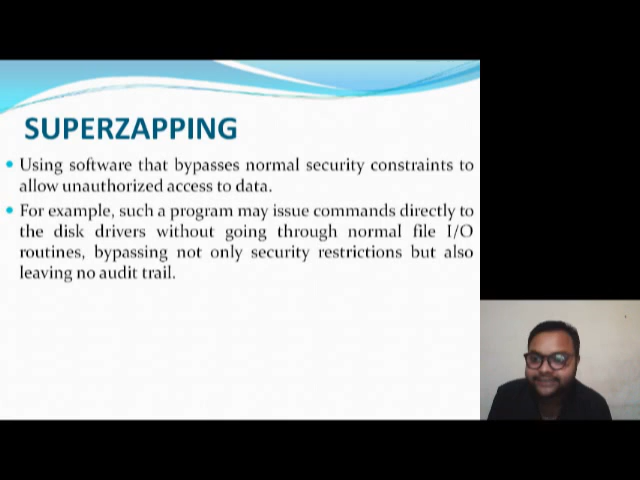 SUPERZAPPING
Using software that bypasses normal security constraints to
allow unauthorized access to data.
For example, such a program may issue commands directly to
the disk drivers without going through normal file I/O
routines, bypassing not only security restrictions but also
leaving no audit trail.